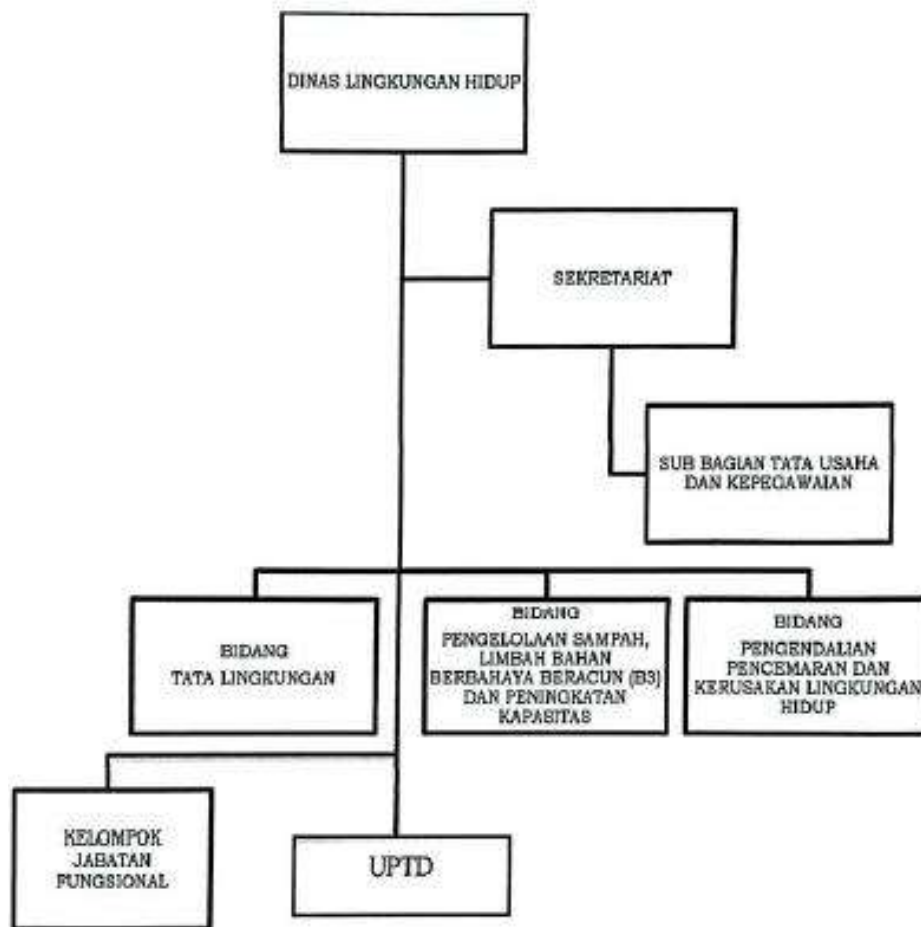 DINAS LINGKUNGAN HIDUP
SEKRETARIAT
SUB BAGIAN TATA USAHA
DAN KEPEGAWAIAN
BIDANG
TATA LINGKUNGAN
BIDANG
PENGELOLAAN SAMPAH,
LIMBAH BAHAN
BERBAHAYA BERACUN (B3)
DAN PENINGKATAN
KAPASITAS
BIDANG
PENGENDALIAN
PENCEMARAN DAN
KERUSAKAN LINGKUNGAN
HIDUP
KELOMPOK
JABATAN
FUNGSIONAL
UPTD